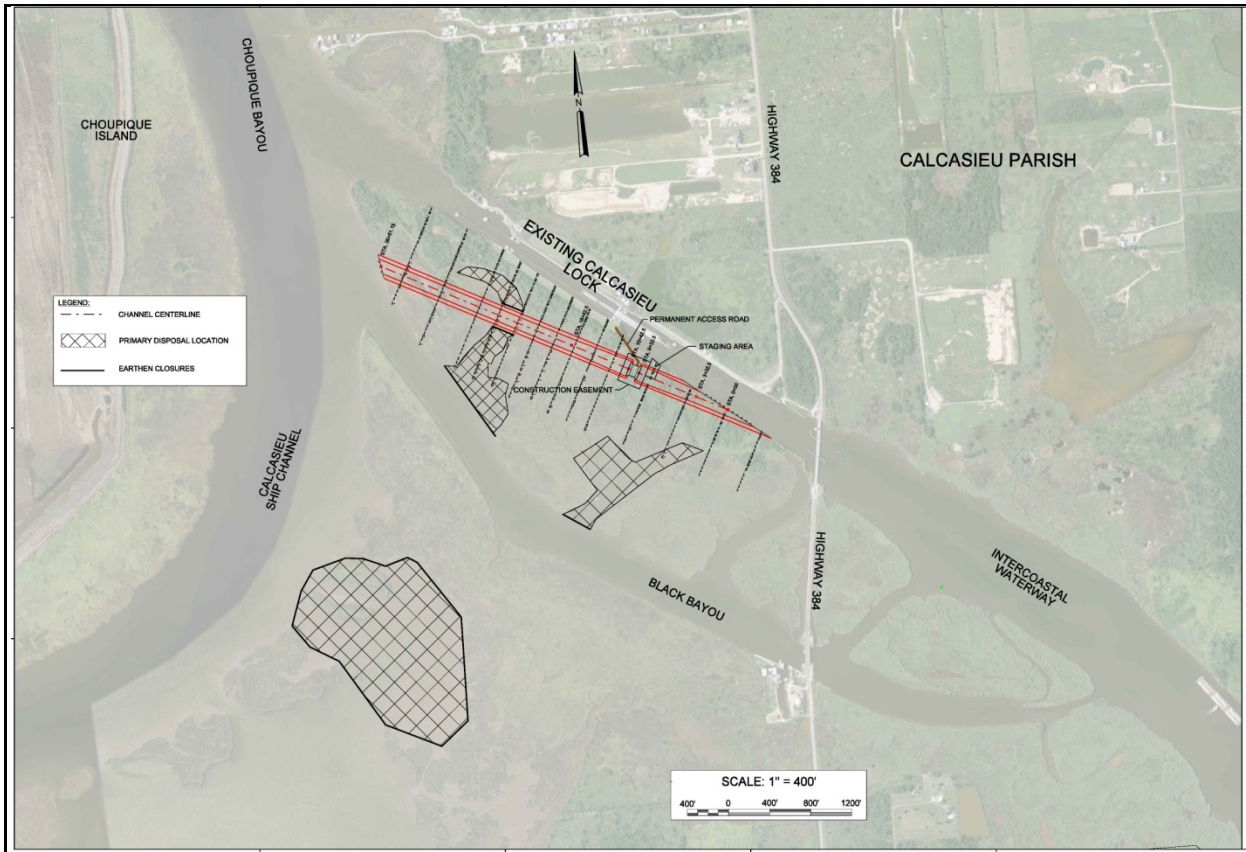 CHOUPIQUE BAYOU
CHOUPIQUE
ISLAND
N
HIGHWAY 384
CALCASIEU PARISH
EXISTING CALCASIEU
LOCK
LEGEND:
CHANNEL CENTERLINE
PRIMARY DISPOSAL LOCATION
EARTHEN CLOSURES
PERMANENT ACCESS ROAD
STAGING AREA
CONSTRUCTION EASEMENT
CALCASIEU
SHIP CHANNEL
BLACK BAYOU
HIGHWAY 384
INTERCOASTAL
WATERWAY
SCALE: 1" = 400'
400' 0 400' 800' 1200'